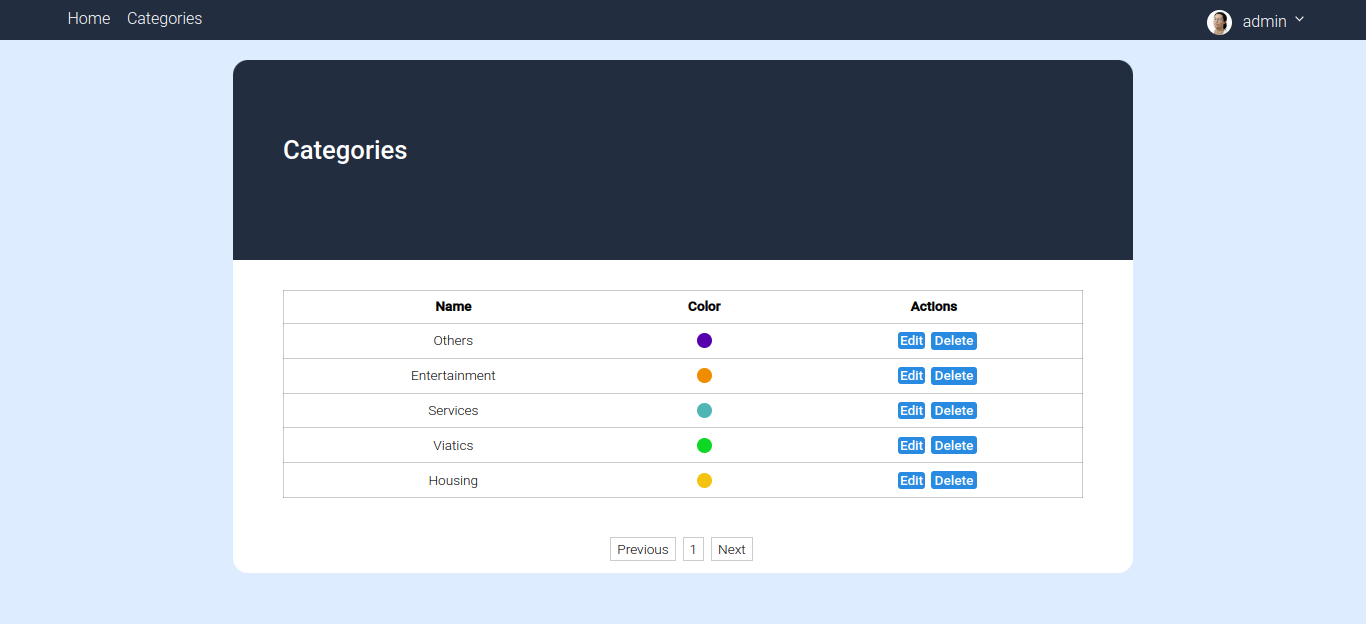 Home Categories admin
Categories
Name Color Actions
Others Edit Delete
Entertainment Edit Delete
Services Edit Delete
Viatics Edit Delete
Housing Edit Delete
Previous 1 Next